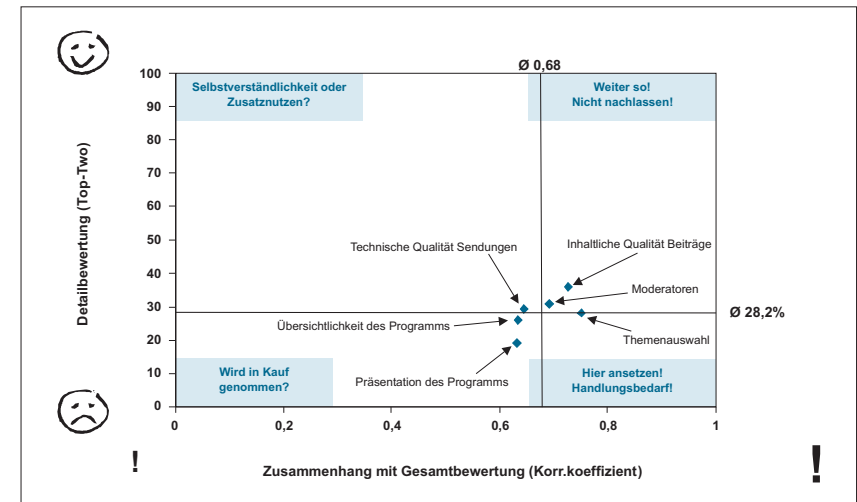 Ø 0,68
Selbstverständlichkeit oder
Zusatznutzen?
Weiter so!
Nicht nachlassen!
Detailbewertung (Top-Two)
100
90
80
70
60
50
40
30
20
10
0
Technische Qualität Sendungen
Inhaltliche Qualität Beiträge
Moderatoren
Ø 28,2%
Übersichtlichkeit des Programms
Themenauswahl
Präsentation des Programms
Wird in Kauf
genommen?
Hier ansetzen!
Handlungsbedarf!
0
0,2
0,4
0,6
0,8
1
!
Zusammenhang mit Gesamtbewertung (Korr.koeffizient)
!